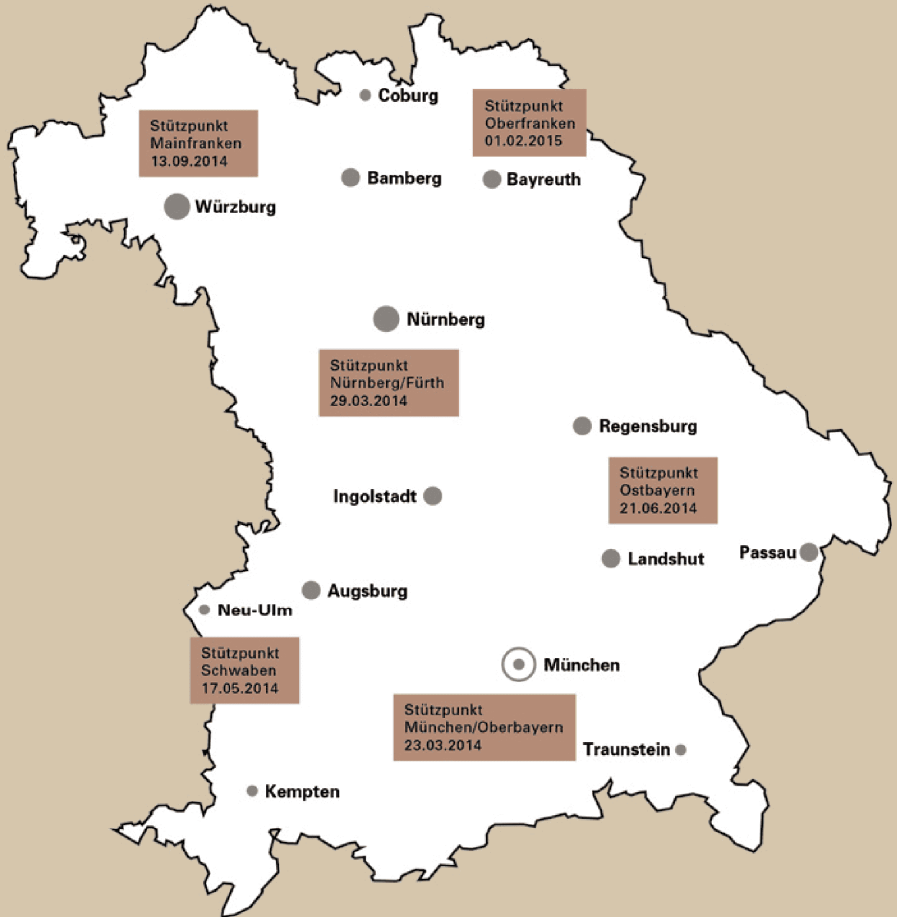 Coburg
Stützpunkt
Oberfranken
01.02.2015
Stützpunkt
Mainfranken
13.09.2014
Bamberg
Bayreuth
Würzburg
Nürnberg
Stützpunkt
Nürnberg/Fürth
29.03.2014
Regensburg
Stützpunkt
Ostbayern
21.06.2014
Ingolstadt
Landshut
Passau
Augsburg
Neu-Ulm
Stützpunkt
Schwaben
17.05.2014
München
Stützpunkt
München/Oberbayern
23.03.2014
Traunstein
Kempten